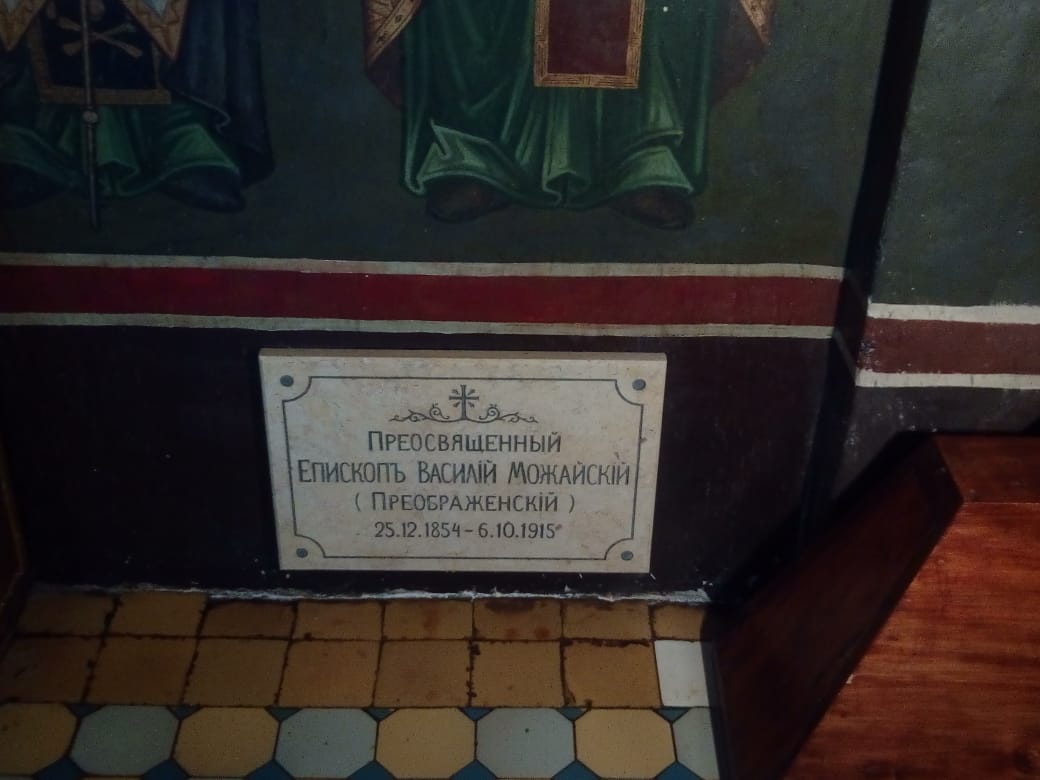 Преосвященный
Епископъ Василій Можайскій
( Преображенскій )
25.12.1854 – 6.10.1915